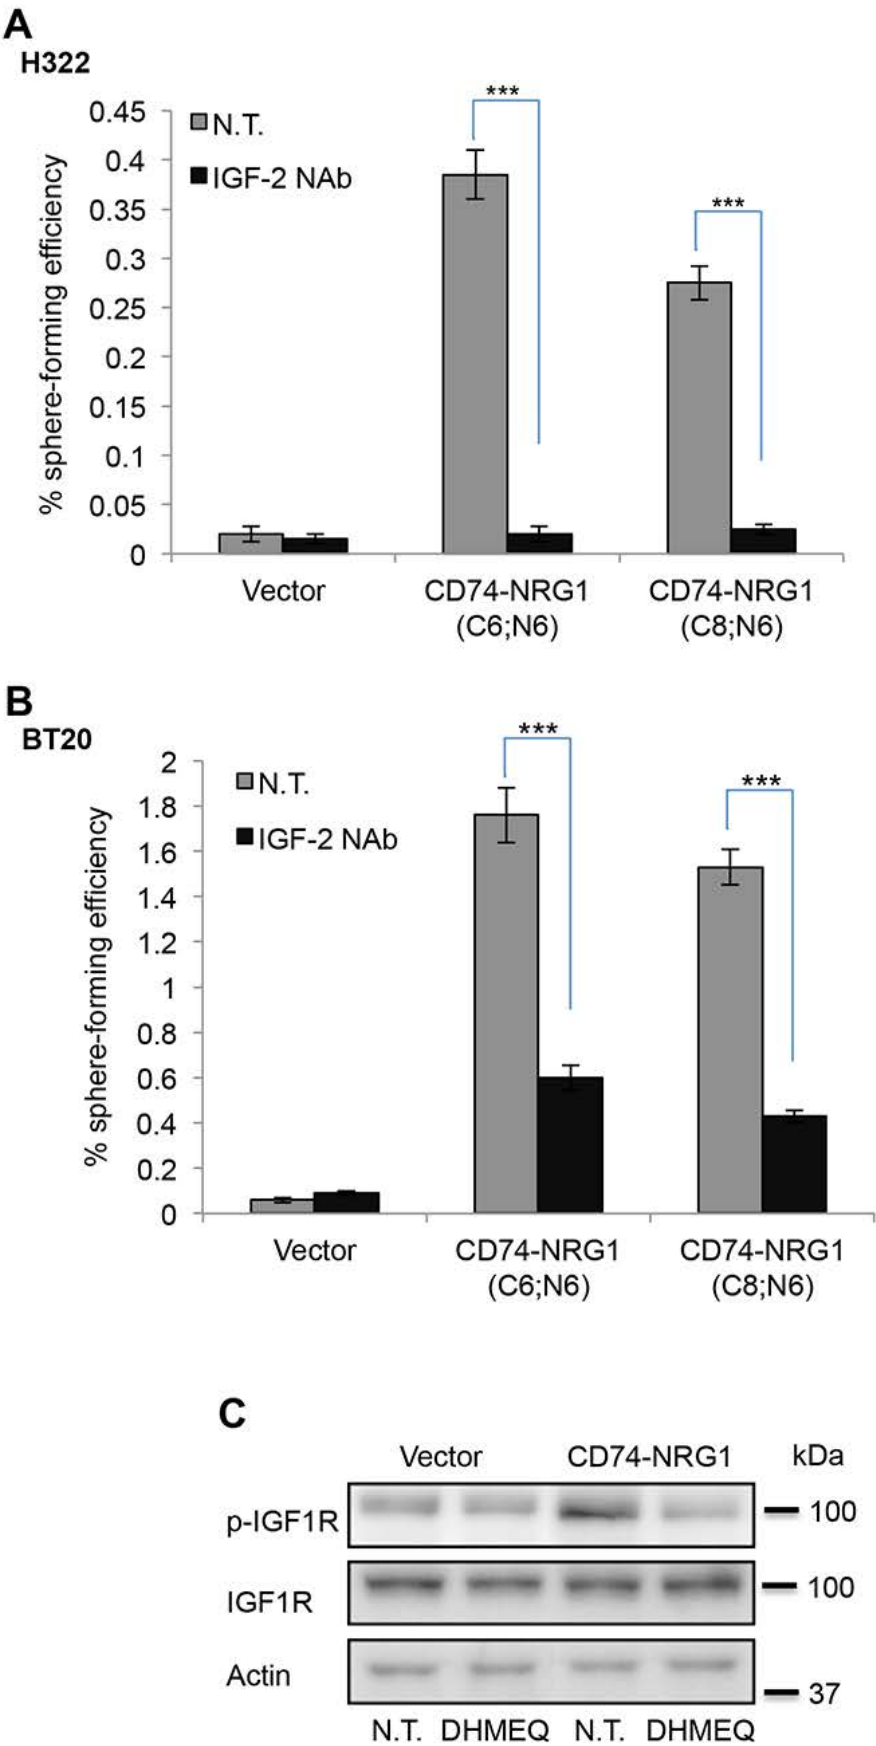 A
H322
% sphere-forming efficiency
0.45
0.4
0.35
0.3
0.25
0.2
0.15
0.1
0.05
0
N.T.
IGF-2 NAb
***
***
Vector
CD74-NRG1
(C6;N6)
CD74-NRG1
(C8;N6)
B
BT20
% sphere-forming efficiency
2
1.8
1.6
1.4
1.2
1
0.8
0.6
0.4
0.2
0
N.T.
IGF-2 NAb
***
***
Vector
CD74-NRG1
(C6;N6)
CD74-NRG1
(C8;N6)
C
Vector CD74-NRG1 kDa
p-IGF1R 100
IGF1R 100
Actin 37
N.T. DHMEQ N.T. DHMEQ